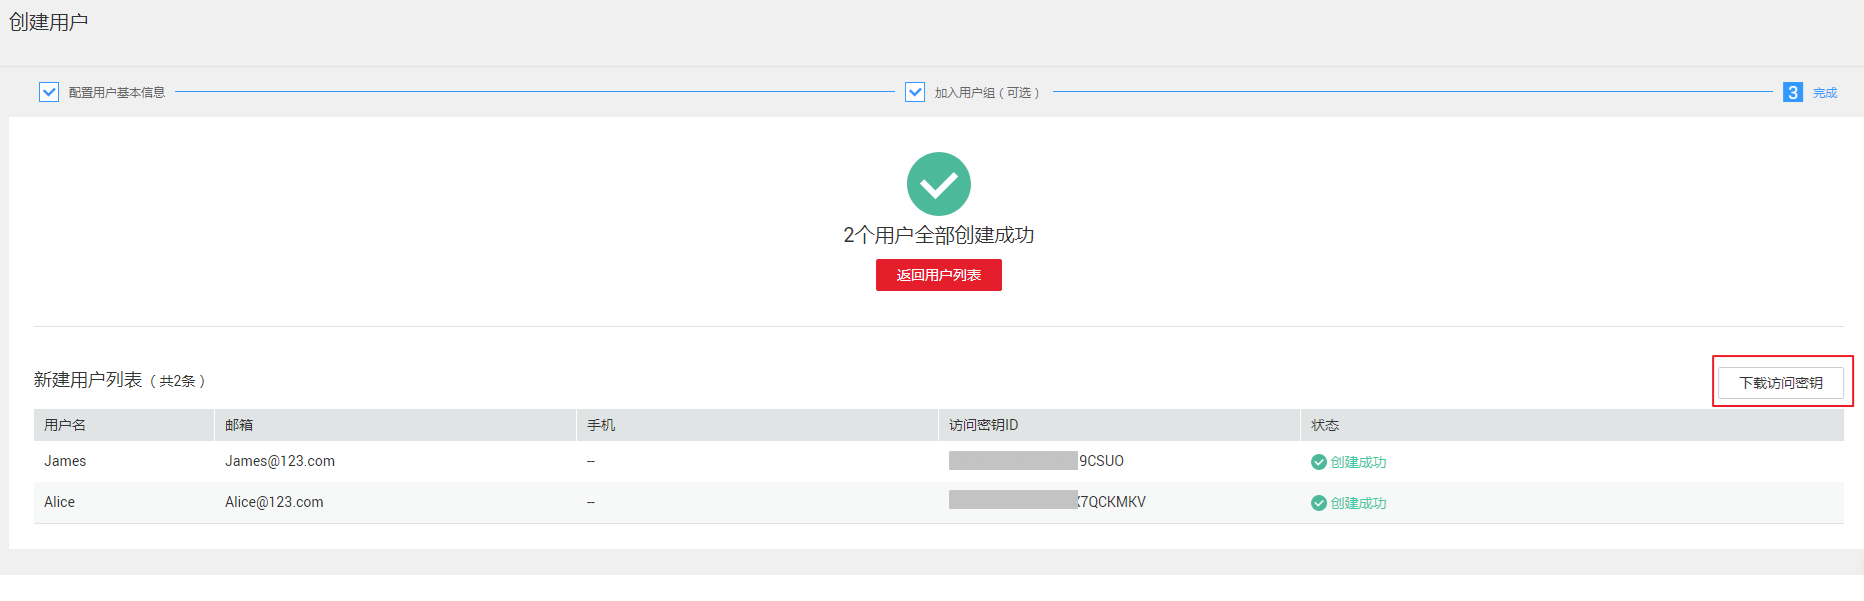 创建用户
配置用户基本信息 加入用户组（可选） 3 完成
2个用户全部创建成功
返回用户列表
新建用户列表（共2条） 下载访问密钥
用户名 邮箱 手机 访问密钥ID 状态
James James@123.com -- 9CSUO 创建成功
Alice Alice@123.com -- 7QCKMKV 创建成功